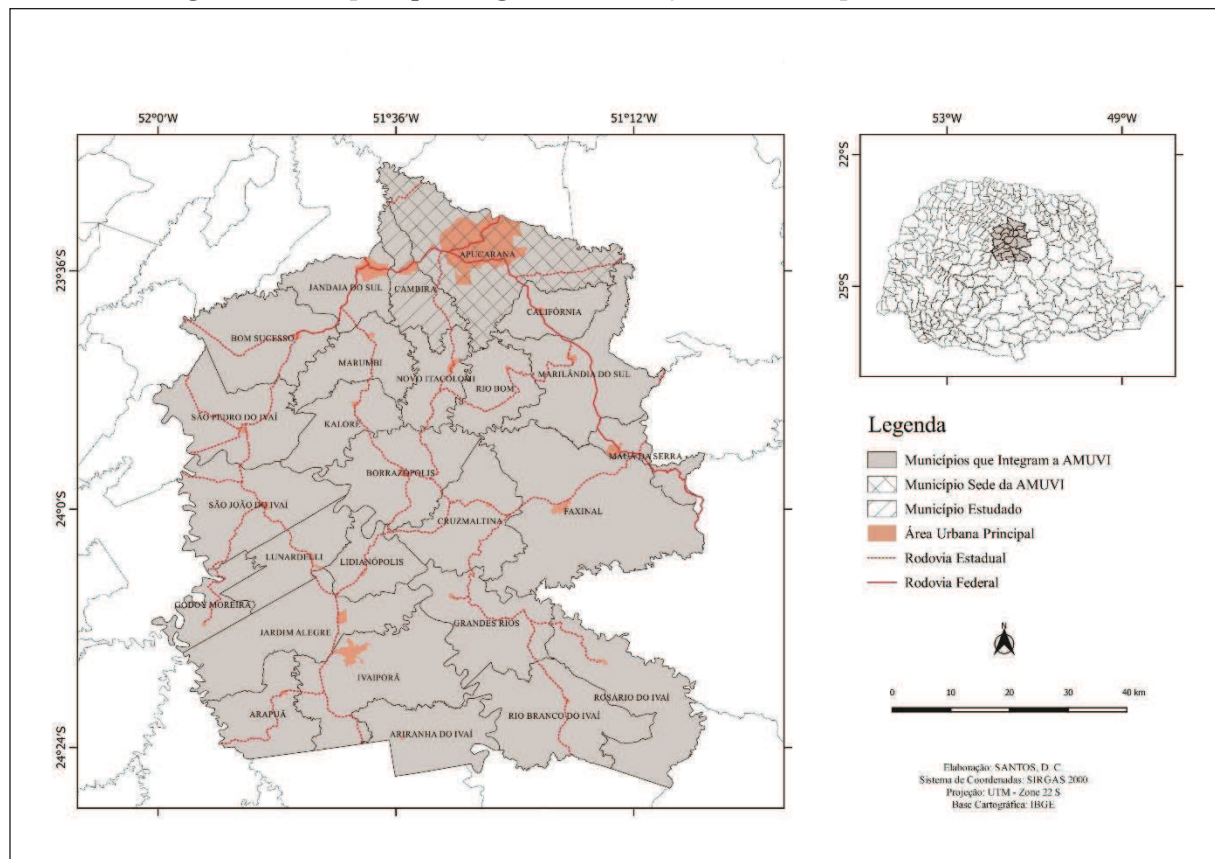 52°0'W 51°36'W 51°12'W
23°36'S
24°0'S
24°24'S
APUCARANA
JANDAIA DO SUL
CAMBIRA
CALIFÓRNIA
BOM SUCESSO
MARUMBI
NOVO ITACOLOMI
RIO BOM
MARILÂNDIA DO SUL
SÃO PEDRO DO IVAÍ
KALORÉ
MAUÁ DA SERRA
BORRAZÓPOLIS
SÃO JOÃO DO IVAÍ
CRUZMALTINA
FAXINAL
LUNARDELLI
LIDIANÓPOLIS
GODOY MOREIRA
JARDIM ALEGRE
GRANDES RIOS
IVAIPORÃ
ROSÁRIO DO IVAÍ
ARAPUÃ
RIO BRANCO DO IVAÍ
ARIRANHA DO IVAÍ
53°W 49°W
22°S
25°S
Legenda
Municípios que Integram a AMUVI
Município Sede da AMUVI
Município Estudado
Área Urbana Principal
Rodovia Estadual
Rodovia Federal
N
0 10 20 30 40 km
Elaboração: SANTOS, D. C.
Sistema de Coordenadas: SIRGAS 2000
Projeção: UTM - Zone 22 S
Base Cartográfica: IBGE